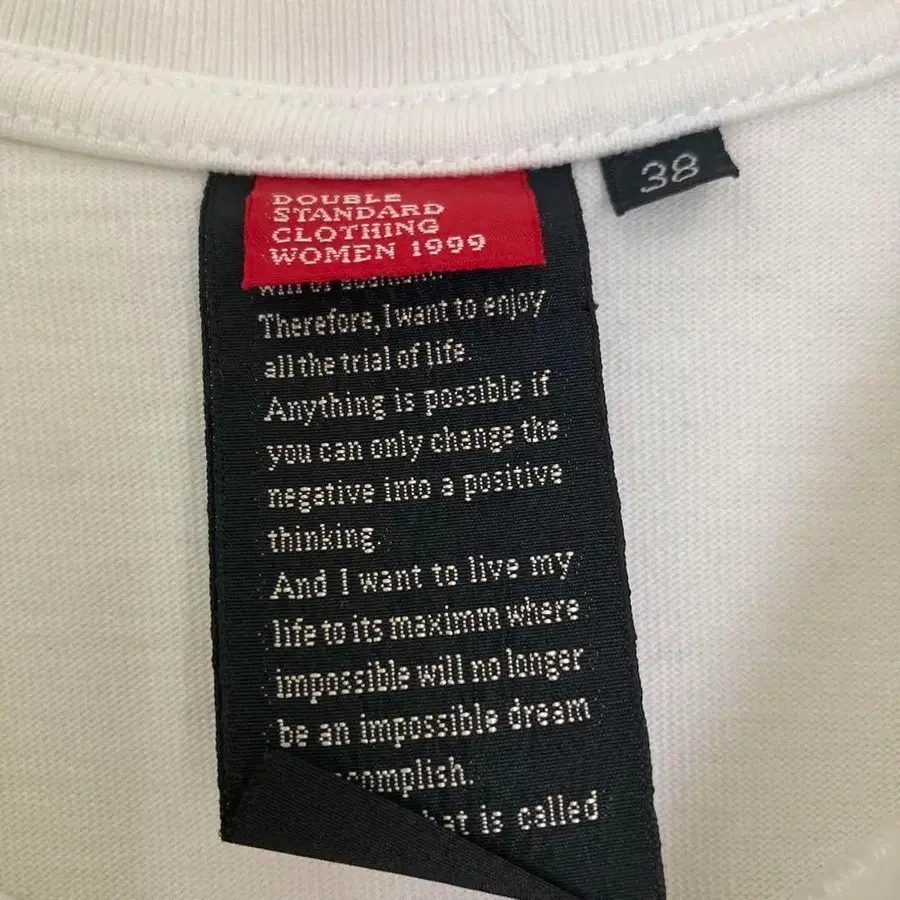 DOUBLE
STANDARD
CLOTHING
WOMEN 1999
38
Therefore, I want to enjoy
all the trial of life.
Anything is possible if
you can only change the
negative into a positive
thinking.
And I want to live my
life to its maximm where
impossible will no longer
be an impossible dream
is called